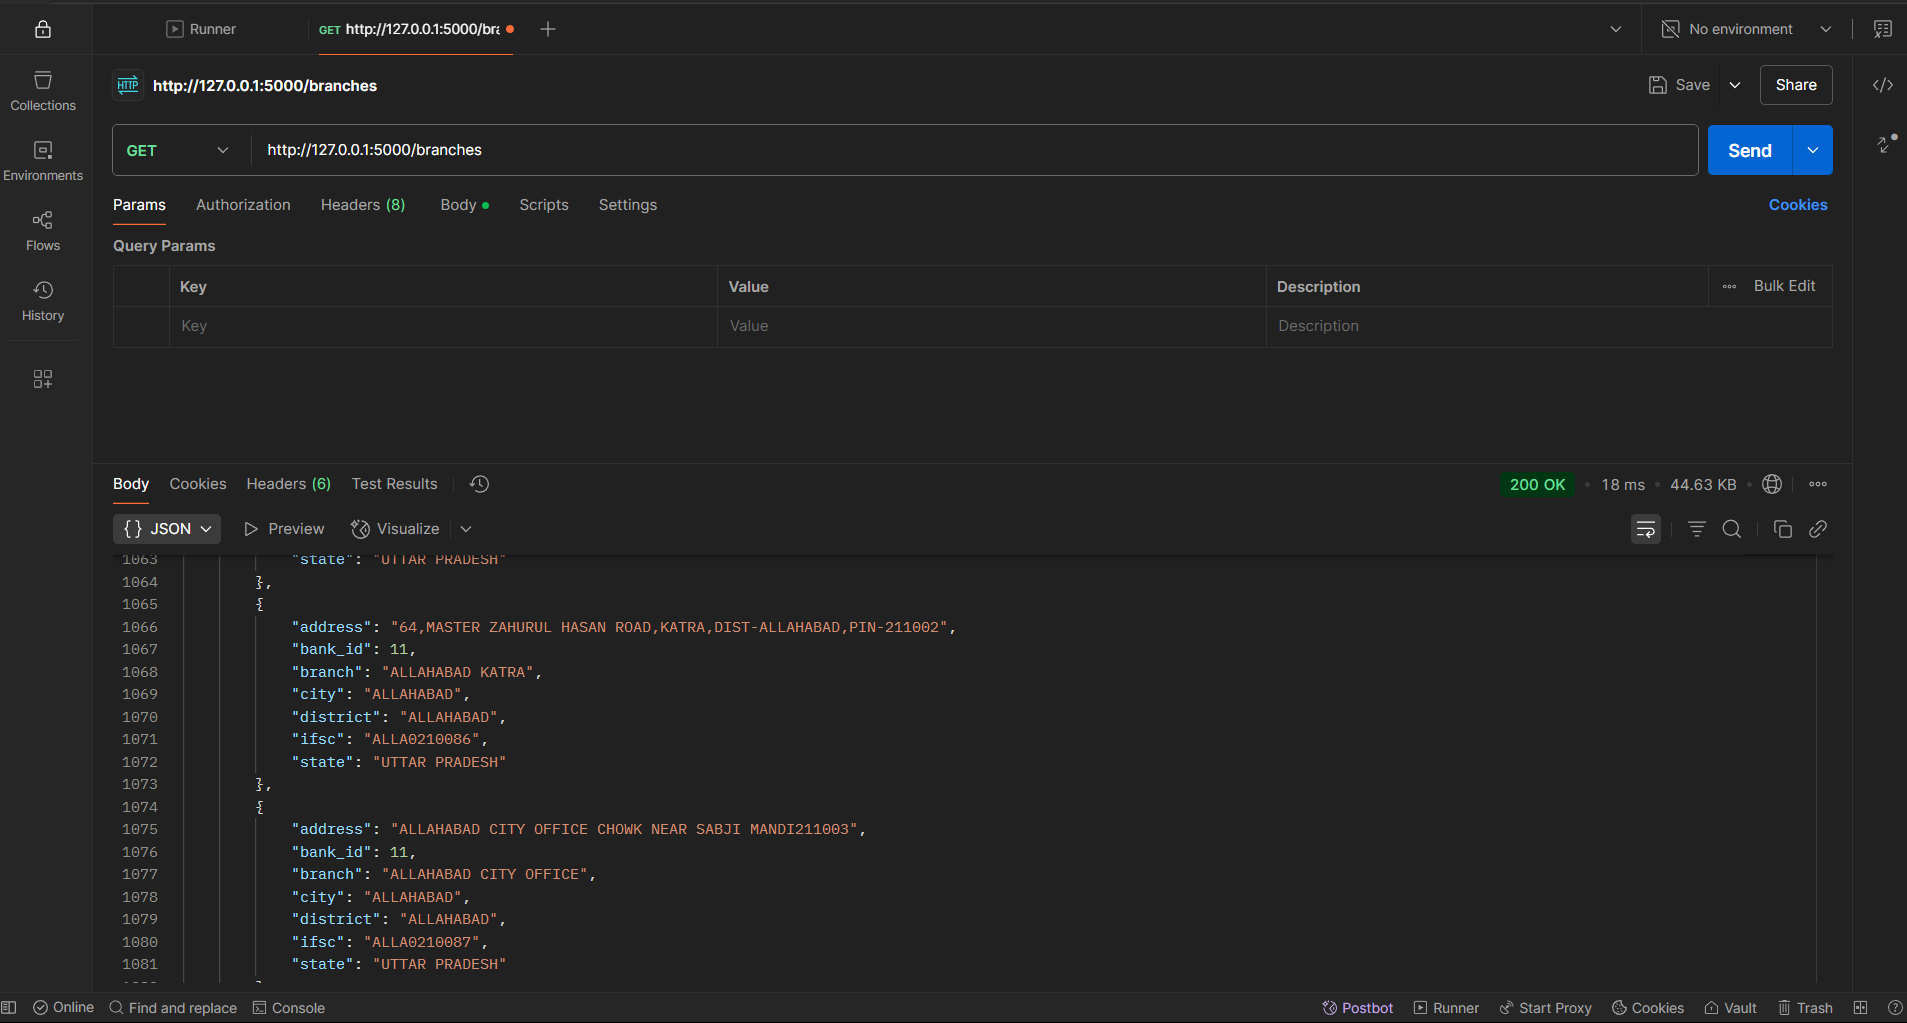 Runner
GET http://127.0.0.1:5000/bra
No environment
HTTP http://127.0.0.1:5000/branches
Save
Share
Collections
Environments
Flows
History
GET http://127.0.0.1:5000/branches
Send
Params Authorization Headers (8) Body Scripts Settings
Cookies
Query Params
Key Value Description Bulk Edit
Key Value Description
Body Cookies Headers (6) Test Results
200 OK • 18 ms • 44.63 KB
{} JSON Preview Visualize
1063 "state": "UTTAR PRADESH"
1064 },
1065 {
1066 "address": "64,MASTER ZAHURUL HASAN ROAD,KATRA,DIST-ALLAHABAD,PIN-211002",
1067 "bank_id": 11,
1068 "branch": "ALLAHABAD KATRA",
1069 "city": "ALLAHABAD",
1070 "district": "ALLAHABAD",
1071 "ifsc": "ALLA0210086",
1072 "state": "UTTAR PRADESH"
1073 },
1074 {
1075 "address": "ALLAHABAD CITY OFFICE CHOWK NEAR SABJI MANDI211003",
1076 "bank_id": 11,
1077 "branch": "ALLAHABAD CITY OFFICE",
1078 "city": "ALLAHABAD",
1079 "district": "ALLAHABAD",
1080 "ifsc": "ALLA0210087",
1081 "state": "UTTAR PRADESH"
Online Find and replace Console
Postbot Runner Start Proxy Cookies Vault Trash